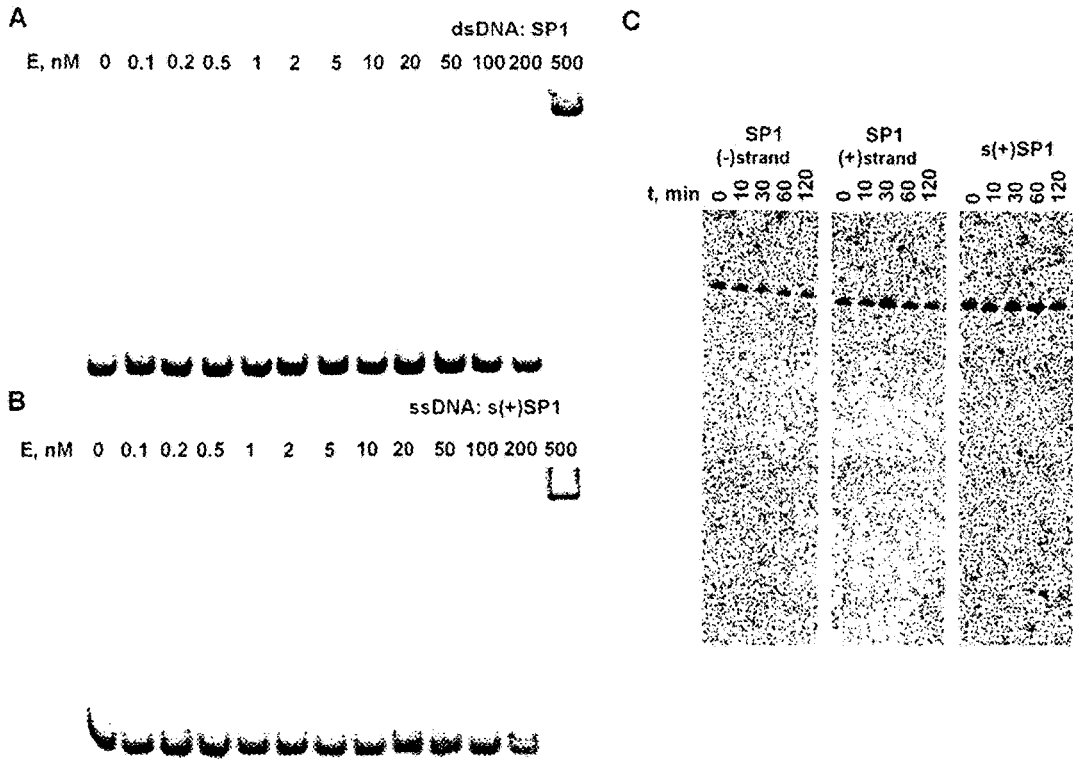 A
dsDNA: SP1
E, nM 0 0.1 0.2 0.5 1 2 5 10 20 50 100 200 500
B
ssDNA: s(+)SP1
E, nM 0 0.1 0.2 0.5 1 2 5 10 20 50 100 200 500
C
SP1 (-)strand
SP1 (+)strand
s(+)SP1
t, min 0 10 30 60 120 0 10 30 60 120 0 10 30 60 120